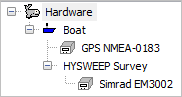 Hardware
Boat
GPS NMEA-0183
HYSWEEP Survey
Simrad EM3002